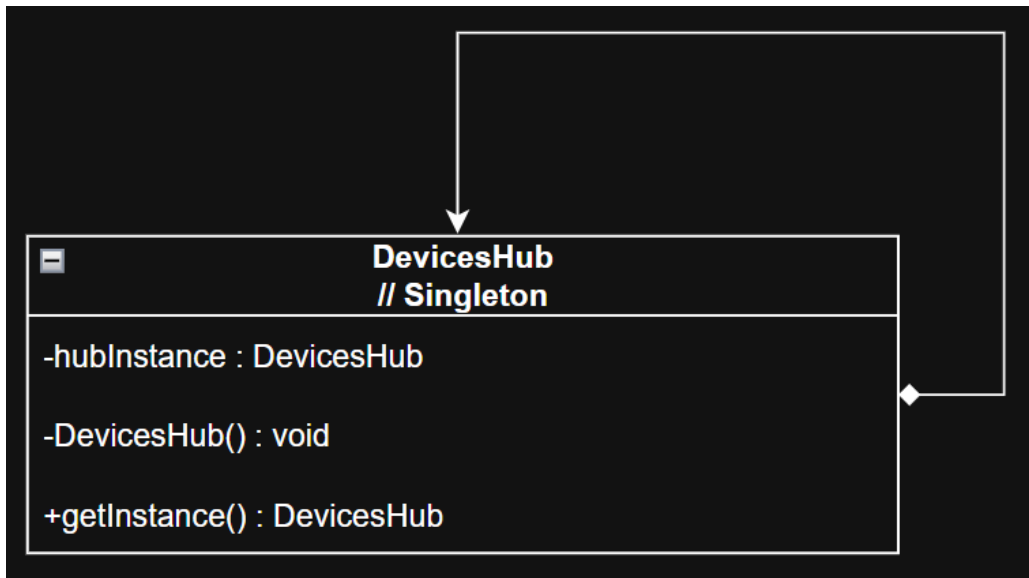 DevicesHub
// Singleton
-hubInstance : DevicesHub
-DevicesHub() : void
+getInstance() : DevicesHub